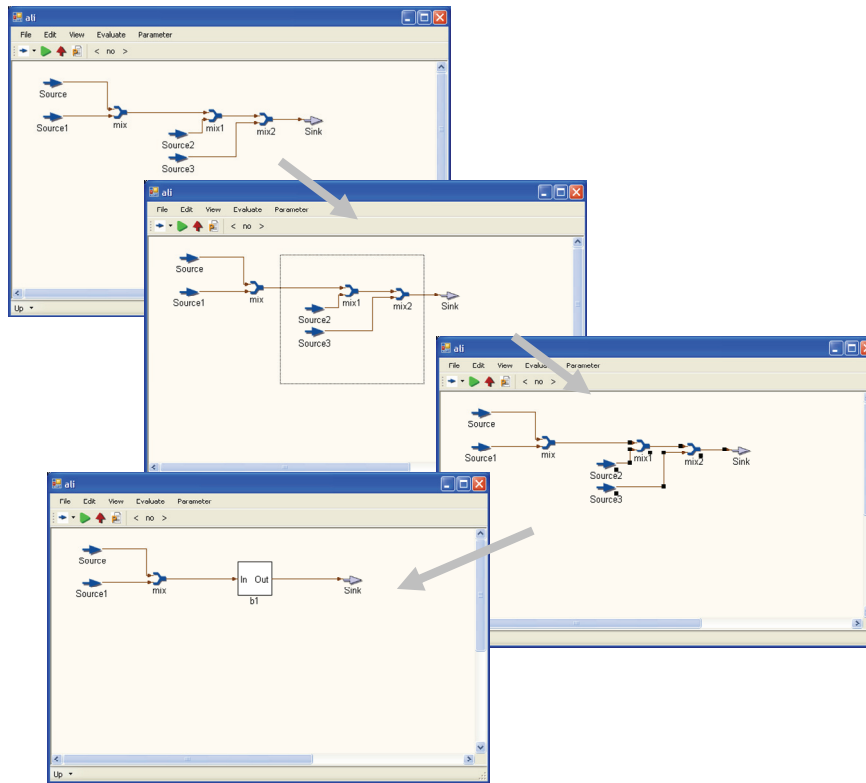 ali
File Edit View Evaluate Parameter
< no >
Source
Source1
mix
mix1
mix2
Sink
Source2
Source3
Up
ali
File Edit View Evaluate Parameter
< no >
Source
Source1
mix
mix1
mix2
Sink
Source2
Source3
ali
File Edit View Parameter
< no >
Source
Source1
mix
mix1
mix2
Sink
Source2
Source3
ali
File Edit View Evaluate Parameter
< no >
Source
Source1
mix
In Out
b1
Sink
Up